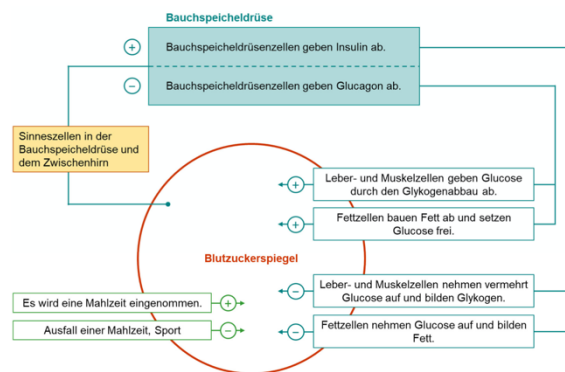 Bauchspeicheldrüse
+
Bauchspeicheldrüsenzellen geben Insulin ab.
−
Bauchspeicheldrüsenzellen geben Glucagon ab.
Sinneszellen in der
Bauchspeicheldrüse und
dem Zwischenhirn
+
Leber- und Muskelzellen geben Glucose
durch den Glykogenabbau ab.
+
Fettzellen bauen Fett ab und setzen
Glucose frei.
Blutzuckerspiegel
Es wird eine Mahlzeit eingenommen.
+
−
Leber- und Muskelzellen nehmen vermehrt
Glucose auf und bilden Glykogen.
Ausfall einer Mahlzeit, Sport
−
−
Fettzellen nehmen Glucose auf und bilden
Fett.